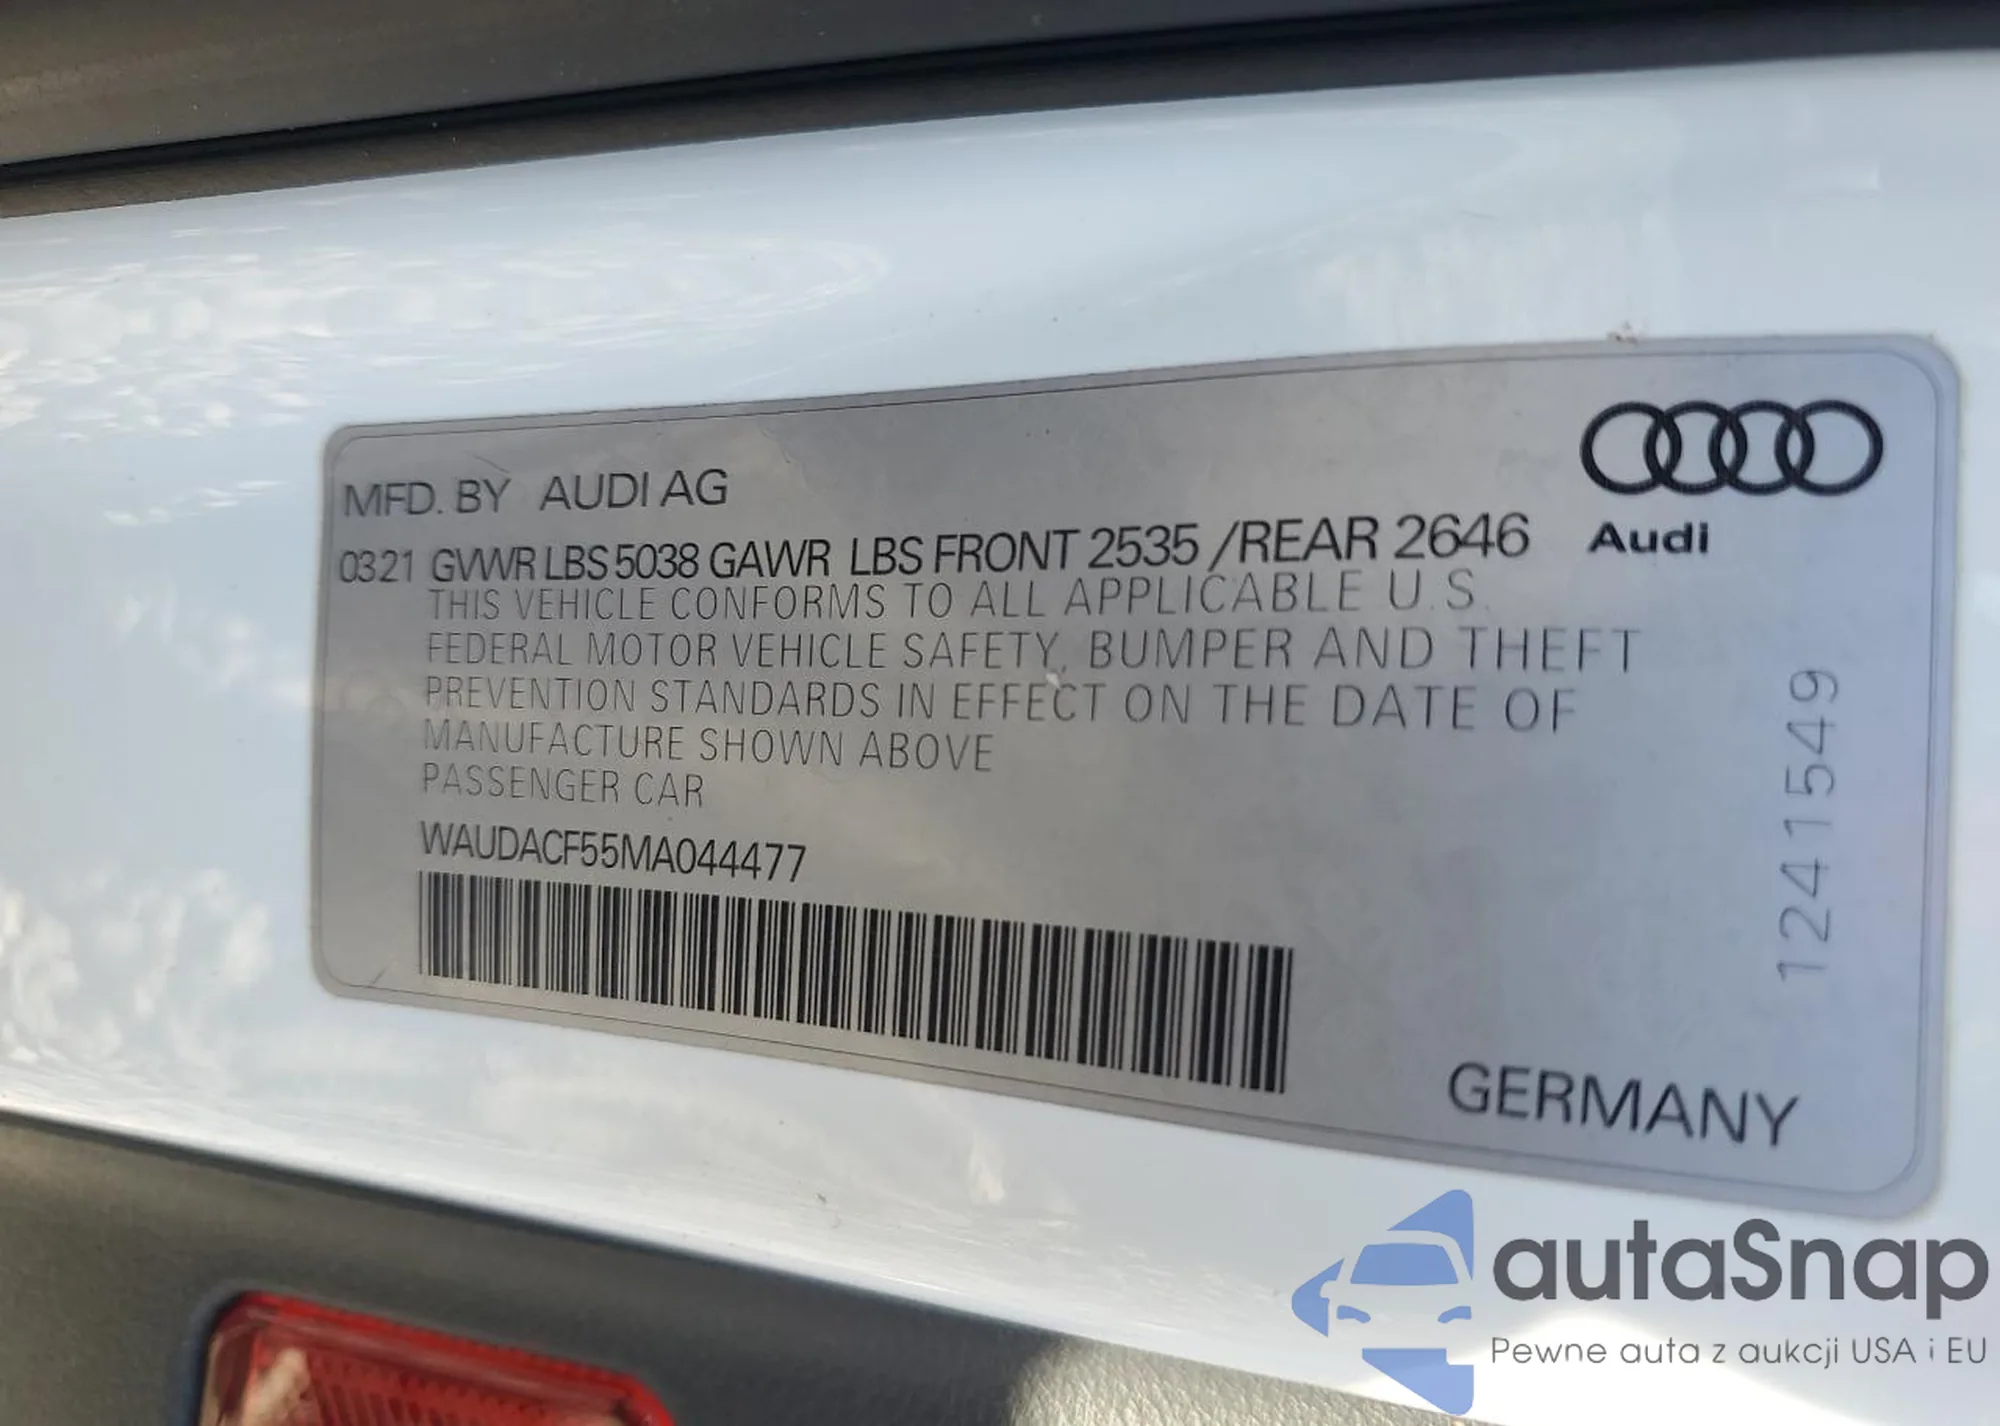 MFD. BY AUDI AG
0321 GVWR LBS 5038 GAWR LBS FRONT 2535 /REAR 2646
Audi
THIS VEHICLE CONFORMS TO ALL APPLICABLE U.S.
FEDERAL MOTOR VEHICLE SAFETY, BUMPER AND THEFT
PREVENTION STANDARDS IN EFFECT ON THE DATE OF
MANUFACTURE SHOWN ABOVE
PASSENGER CAR
WAUDACF55MA044477
12415549
GERMANY
autaSnap
Pewne auta z aukcji USA i EU